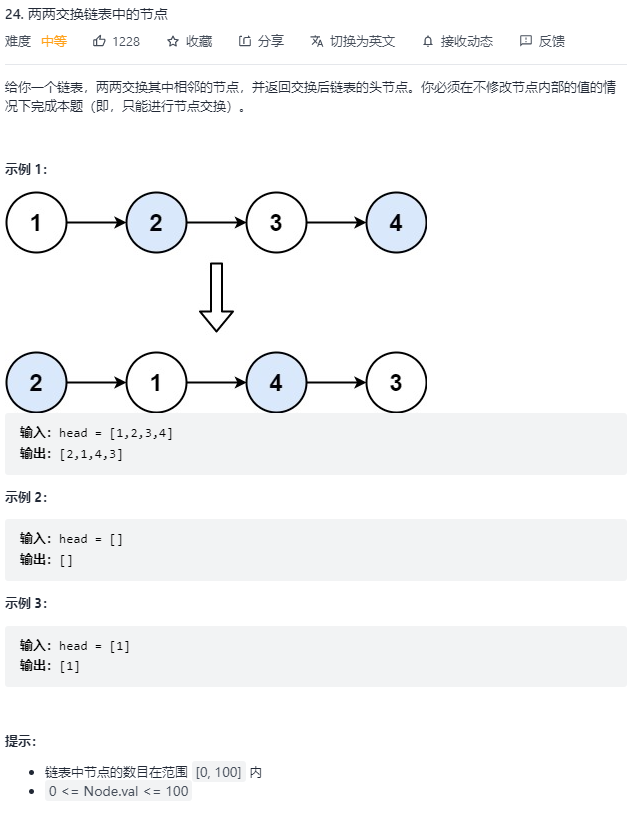 24. 两两交换链表中的节点
难度 中等 1228 收藏 分享 切换为英文 接收动态 反馈
给你一个链表，两两交换其中相邻的节点，并返回交换后链表的头节点。你必须在不修改节点内部的值的情
况下完成本题（即，只能进行节点交换）。
示例 1：
1 2 3 4
2 1 4 3
输入：head = [1,2,3,4]
输出：[2,1,4,3]
示例 2：
输入：head = []
输出：[]
示例 3：
输入：head = [1]
输出：[1]
提示：
链表中节点的数目在范围 [0, 100] 内
0 <= Node.val <= 100